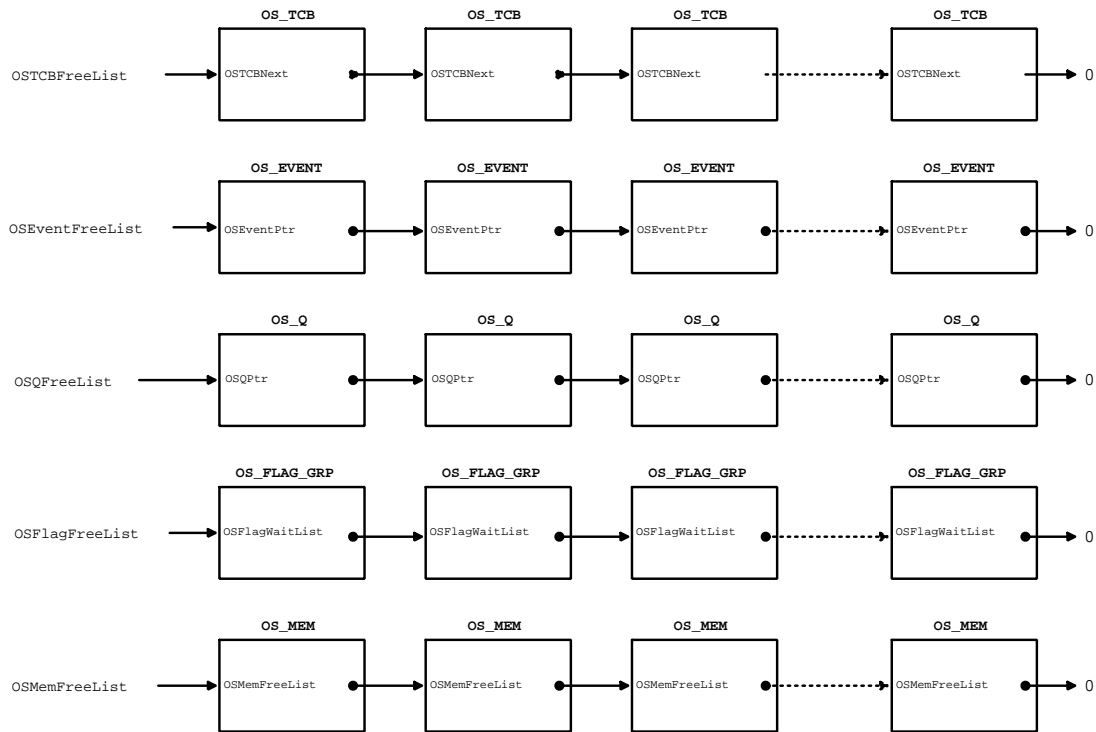 OS_TCB OS_TCB OS_TCB OS_TCB
OSTCBFreeList OSTCBNext OSTCBNext OSTCBNext OSTCBNext 0
OS_EVENT OS_EVENT OS_EVENT OS_EVENT
OSEventFreeList OSEventPtr OSEventPtr OSEventPtr OSEventPtr 0
OS_Q OS_Q OS_Q OS_Q
OSQFreeList OSQPtr OSQPtr OSQPtr OSQPtr 0
OS_FLAG_GRP OS_FLAG_GRP OS_FLAG_GRP OS_FLAG_GRP
OSFlagFreeList OSFlagWaitList OSFlagWaitList OSFlagWaitList OSFlagWaitList 0
OS_MEM OS_MEM OS_MEM OS_MEM
OSMemFreeList OSMemFreeList OSMemFreeList OSMemFreeList OSMemFreeList 0